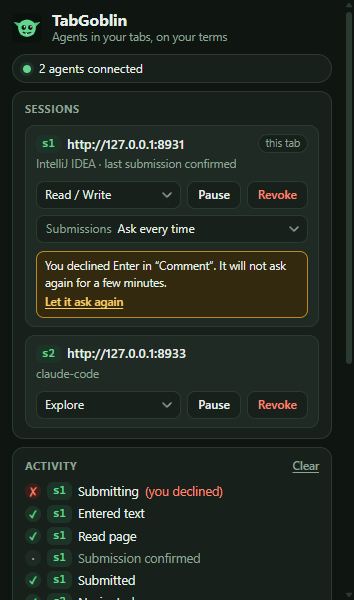 TabGoblin
Agents in your tabs, on your terms
2 agents connected
SESSIONS
s1 http://127.0.0.1:8931 this tab
IntelliJ IDEA · last submission confirmed
Read / Write Pause Revoke
Submissions Ask every time
You declined Enter in “Comment”. It will not ask
again for a few minutes.
Let it ask again
s2 http://127.0.0.1:8933
claude-code
Explore Pause Revoke
ACTIVITY Clear
s1 Submitting (you declined)
s1 Entered text
s1 Read page
s1 Submission confirmed
s1 Submitted